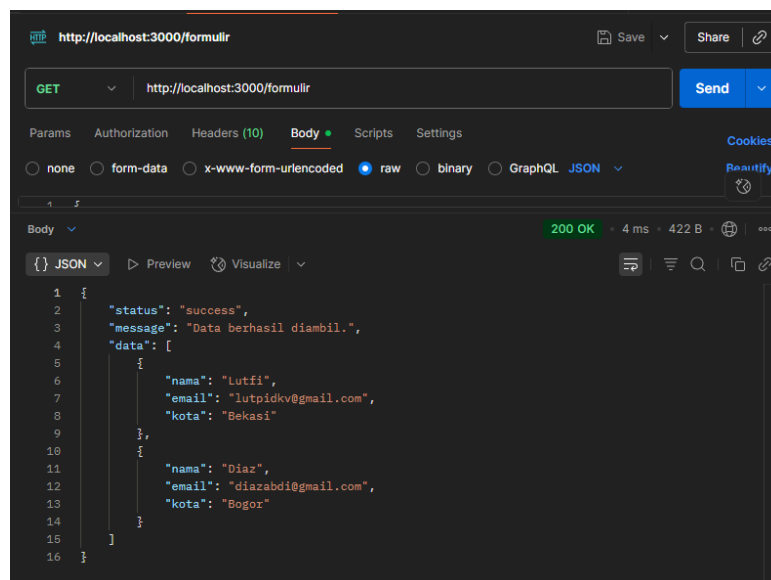 HTTP http://localhost:3000/formulir Save Share
GET http://localhost:3000/formulir Send
Params Authorization Headers (10) Body Scripts Settings Cookies
none form-data x-www-form-urlencoded raw binary GraphQL JSON Beautify
1 {
Body 200 OK 4 ms 422 B
{} JSON Preview Visualize
1 {
2 "status": "success",
3 "message": "Data berhasil diambil.",
4 "data": [
5 {
6 "nama": "Lutfi",
7 "email": "lutpidkv@gmail.com",
8 "kota": "Bekasi"
9 },
10 {
11 "nama": "Diaz",
12 "email": "diazabdi@gmail.com",
13 "kota": "Bogor"
14 }
15 ]
16 }